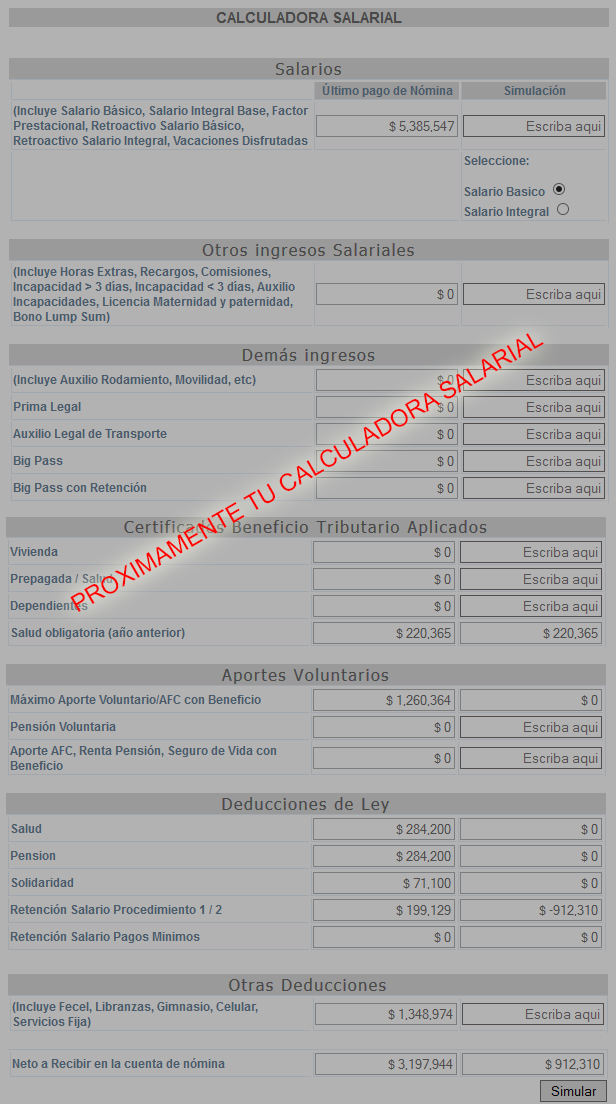 CALCULADORA SALARIAL
Salarios
Último pago de Nómina Simulación
(Incluye Salario Básico, Salario Integral Base, Factor
Prestacional, Retroactivo Salario Básico,
Retroactivo Salario Integral, Vacaciones Disfrutadas
$ 5,385,547 Escriba aqui
Seleccione:
Salario Basico
Salario Integral
Otros ingresos Salariales
(Incluye Horas Extras, Recargos, Comisiones,
Incapacidad > 3 días, Incapacidad < 3 días, Auxilio
Incapacidades, Licencia Maternidad y paternidad,
Bono Lump Sum)
$ 0 Escriba aqui
Demás ingresos
(Incluye Auxilio Rodamiento, Movilidad, etc) $ 0 Escriba aqui
Prima Legal $ 0 Escriba aqui
Auxilio Legal de Transporte $ 0 Escriba aqui
Big Pass $ 0 Escriba aqui
Big Pass con Retención $ 0 Escriba aqui
PROXIMAMENTE TU CALCULADORA SALARIAL
Certificados Beneficio Tributario Aplicados
Vivienda $ 0 Escriba aqui
Prepagada / Salud $ 0 Escriba aqui
Dependientes $ 0 Escriba aqui
Salud obligatoria (año anterior) $ 220,365 $ 220,365
Aportes Voluntarios
Máximo Aporte Voluntario/AFC con Beneficio $ 1,260,364 $ 0
Pensión Voluntaria $ 0 Escriba aqui
Aporte AFC, Renta Pensión, Seguro de Vida con
Beneficio
$ 0 Escriba aqui
Deducciones de Ley
Salud $ 284,200 $ 0
Pension $ 284,200 $ 0
Solidaridad $ 71,100 $ 0
Retención Salario Procedimiento 1 / 2 $ 199,129 $ -912,310
Retención Salario Pagos Minimos $ 0 $ 0
Otras Deducciones
(Incluye Fecel, Libranzas, Gimnasio, Celular,
Servicios Fija)
$ 1,348,974 Escriba aqui
Neto a Recibir en la cuenta de nómina $ 3,197,944 $ 912,310
Simular